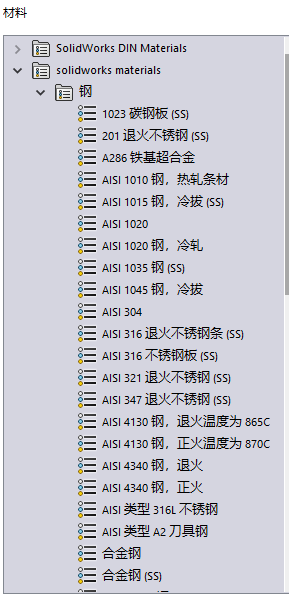 材料
SolidWorks DIN Materials
solidworks materials
钢
1023 碳钢板 (SS)
201 退火不锈钢 (SS)
A286 铁基超合金
AISI 1010 钢，热轧条材
AISI 1015 钢，冷拔 (SS)
AISI 1020
AISI 1020 钢，冷轧
AISI 1035 钢 (SS)
AISI 1045 钢，冷拔
AISI 304
AISI 316 退火不锈钢条 (SS)
AISI 316 不锈钢板 (SS)
AISI 321 退火不锈钢 (SS)
AISI 347 退火不锈钢 (SS)
AISI 4130 钢，退火温度为 865C
AISI 4130 钢，正火温度为 870C
AISI 4340 钢，退火
AISI 4340 钢，正火
AISI 类型 316L 不锈钢
AISI 类型 A2 刀具钢
合金钢
合金钢 (SS)